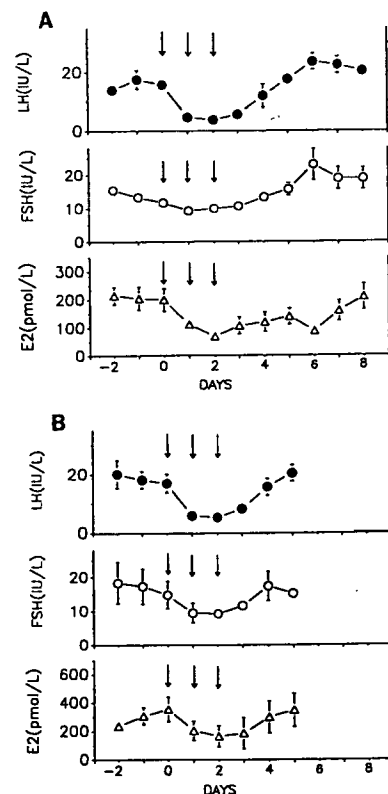 A
LH(IU/L)
20
0
FSH(IU/L)
20
10
0
E2(pmol/L)
300
200
100
0
-2 0 2 4 6 8
DAYS
B
LH(IU/L)
20
0
FSH(IU/L)
20
10
0
E2(pmol/L)
600
400
200
0
-2 0 2 4 6 8
DAYS